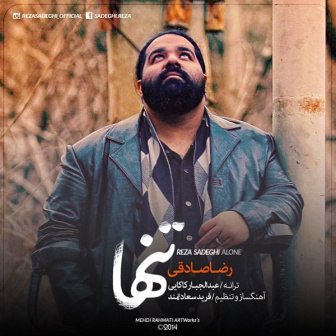 REZASADEGHI_OFFICIAL
SADEGHI.REZA
تنها
REZA SADEGHI ALONE
رضا صادقی
ترانه / عبدالجبار کاکایی
آهنگساز و تنظیم / فرید سعادتمند
MEHDI RAHMATI ARTWorks's
©2014